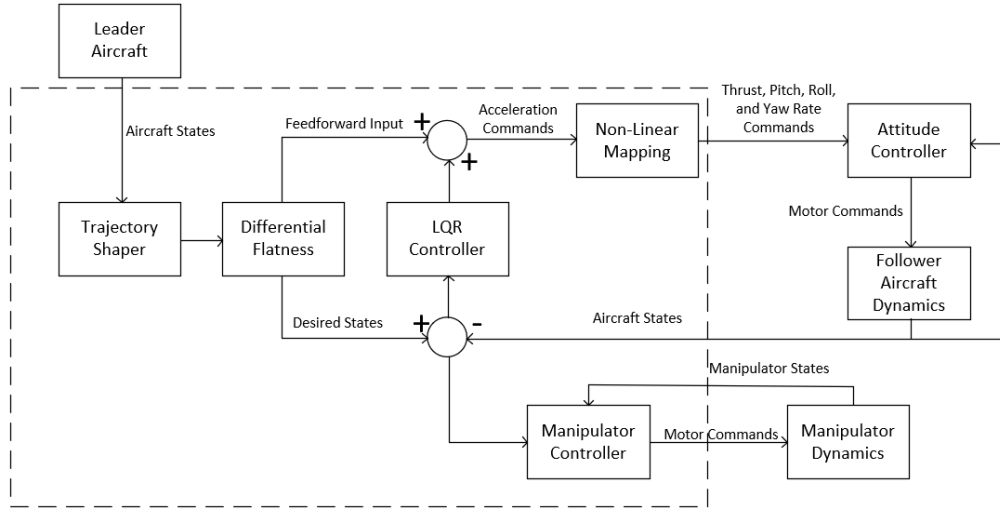 Leader
Aircraft
Aircraft States
Trajectory
Shaper
Differential
Flatness
Feedforward Input
Desired States
+
+
LQR
Controller
+
-
Acceleration
Commands
Non-Linear
Mapping
Thrust, Pitch, Roll,
and Yaw Rate
Commands
Attitude
Controller
Motor Commands
Follower
Aircraft
Dynamics
Aircraft States
Manipulator States
Manipulator
Controller
Motor Commands
Manipulator
Dynamics